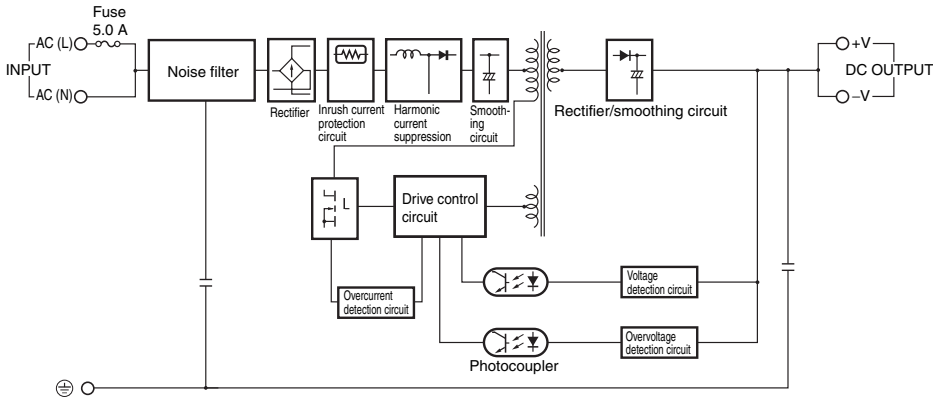 Fuse
5.0 A
AC (L)
INPUT
AC (N)
Noise filter
Rectifier
Inrush current
protection
circuit
Harmonic
current
suppression
Smooth-
ing
circuit
Rectifier/smoothing circuit
+V
DC OUTPUT
–V
L
Drive control
circuit
Overcurrent
detection circuit
Voltage
detection circuit
Overvoltage
detection circuit
Photocoupler